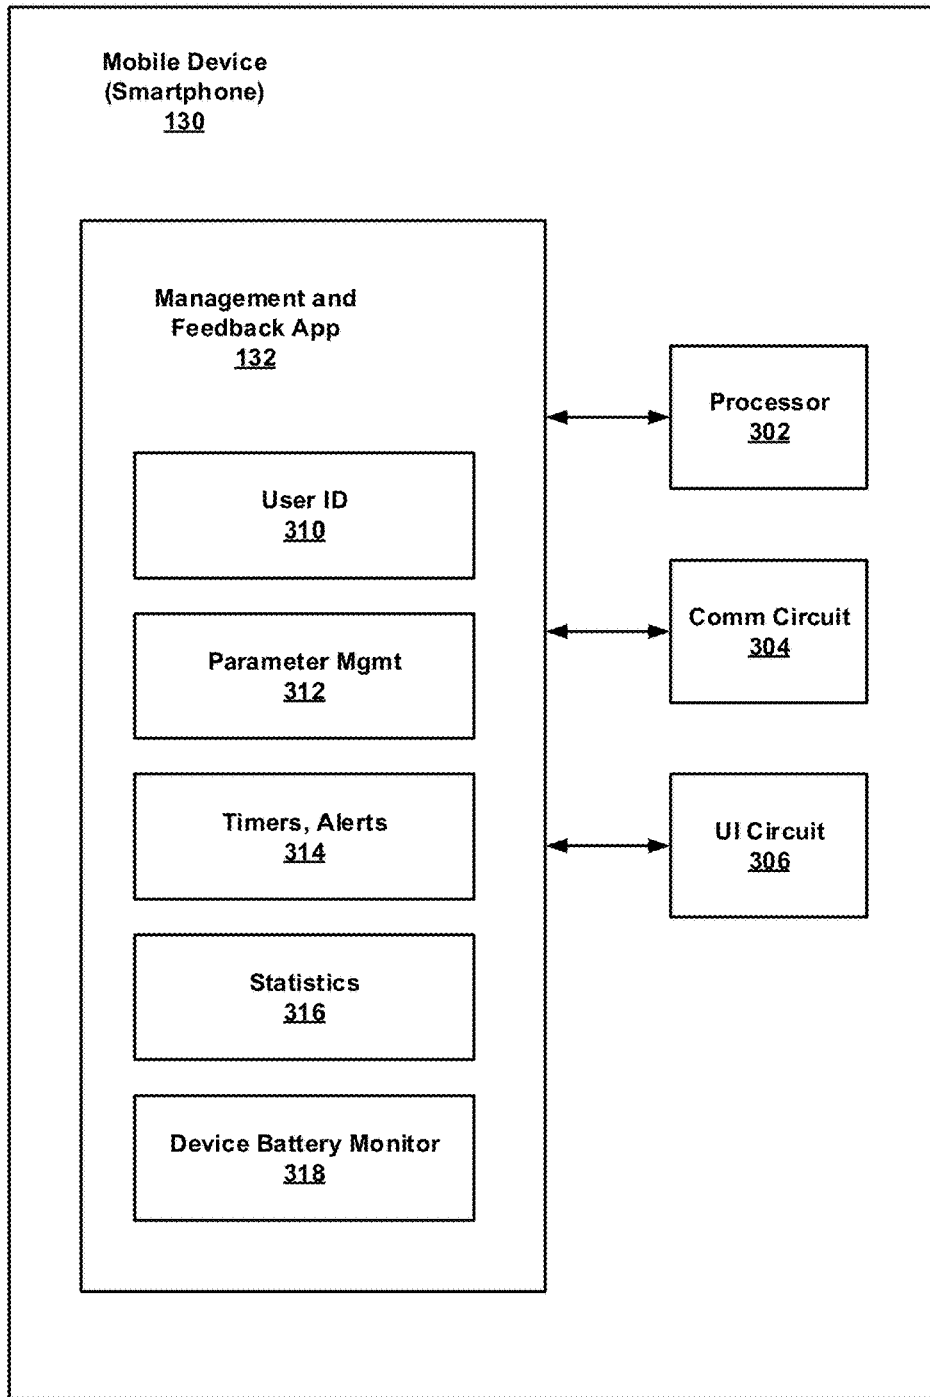 Mobile Device
(Smartphone)
130
Management and
Feedback App
132
User ID
310
Parameter Mgmt
312
Timers, Alerts
314
Statistics
316
Device Battery Monitor
318
Processor
302
Comm Circuit
304
UI Circuit
306